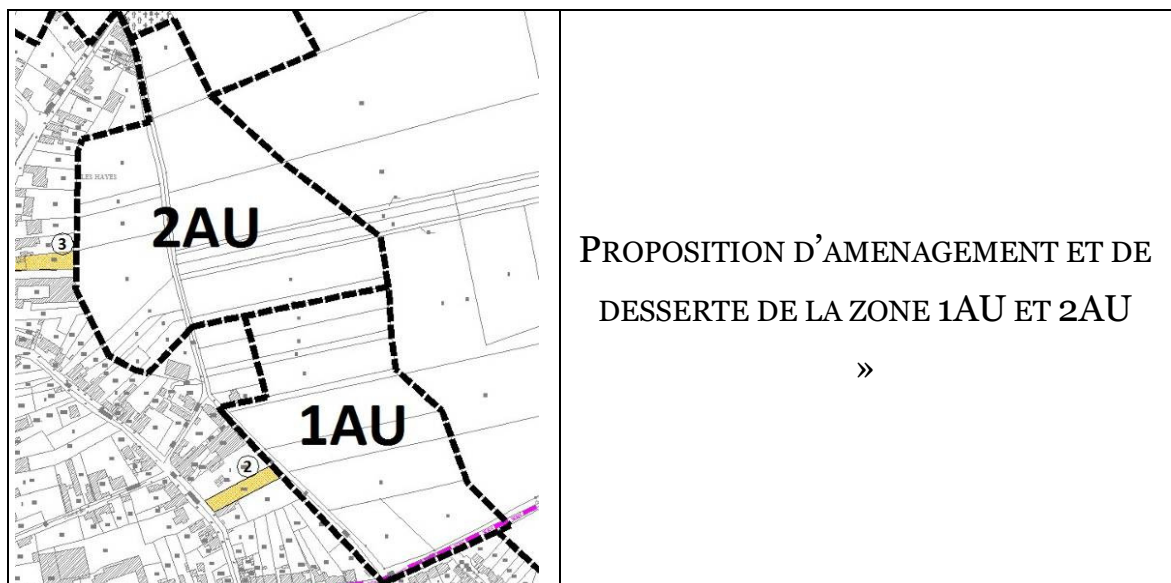 LES HAYES
2AU
3
1AU
2
PROPOSITION D’AMENAGEMENT ET DE
DESSERTE DE LA ZONE 1AU ET 2AU
»